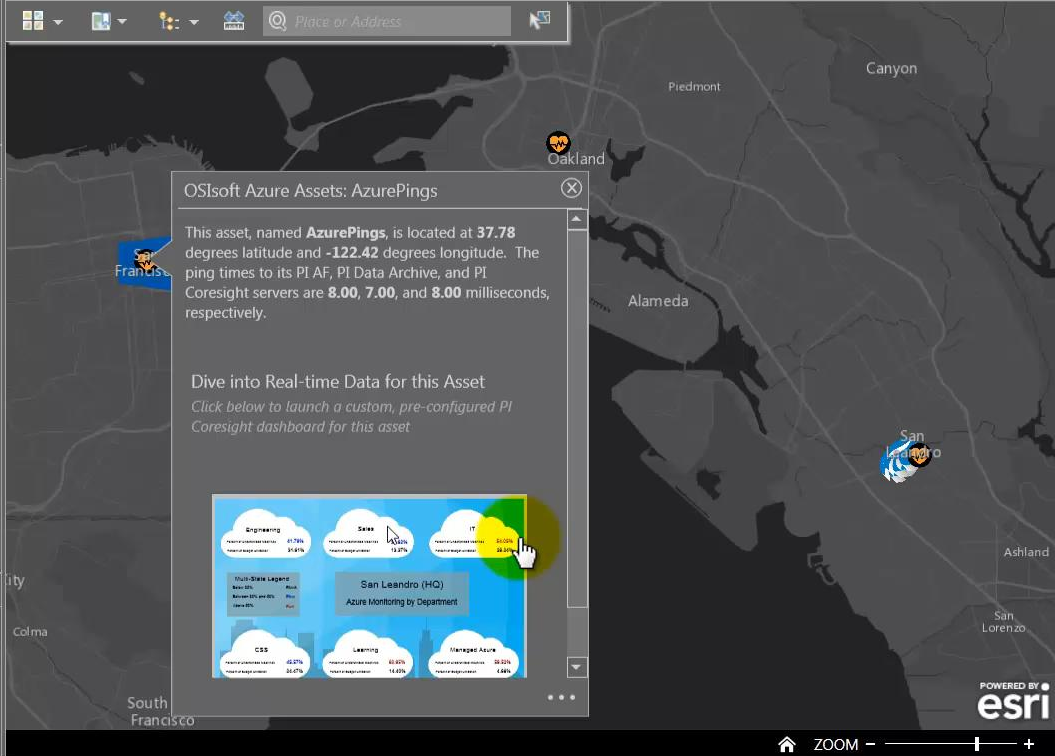 Place or Address
Canyon
Piedmont
Oakland
OSIsoft Azure Assets: AzurePings
This asset, named AzurePings, is located at 37.78
degrees latitude and -122.42 degrees longitude. The
ping times to its PI AF, PI Data Archive, and PI
Coresight servers are 8.00, 7.00, and 8.00 milliseconds,
respectively.
San
Francisc
Alameda
Dive into Real-time Data for this Asset
Click below to launch a custom, pre-configured PI
Coresight dashboard for this asset
San
Leandro
Engineering
Sales
IT
Multi-State Legend
San Leandro (HQ)
Azure Monitoring by Department
CSS
Learning
Managed Azure
Ashland
ity
San
Lorenzo
Colma
South
Francisco
POWERED BY
esri
ZOOM